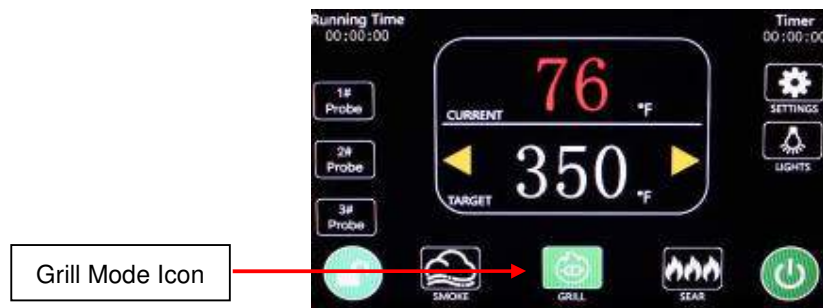 Running Time
00:00:00
Timer
00:00:00
1#
Probe
2#
Probe
3#
Probe
76 °F
CURRENT
350 °F
TARGET
SETTINGS
LIGHTS
SMOKE
GRILL
SEAR
Grill Mode Icon